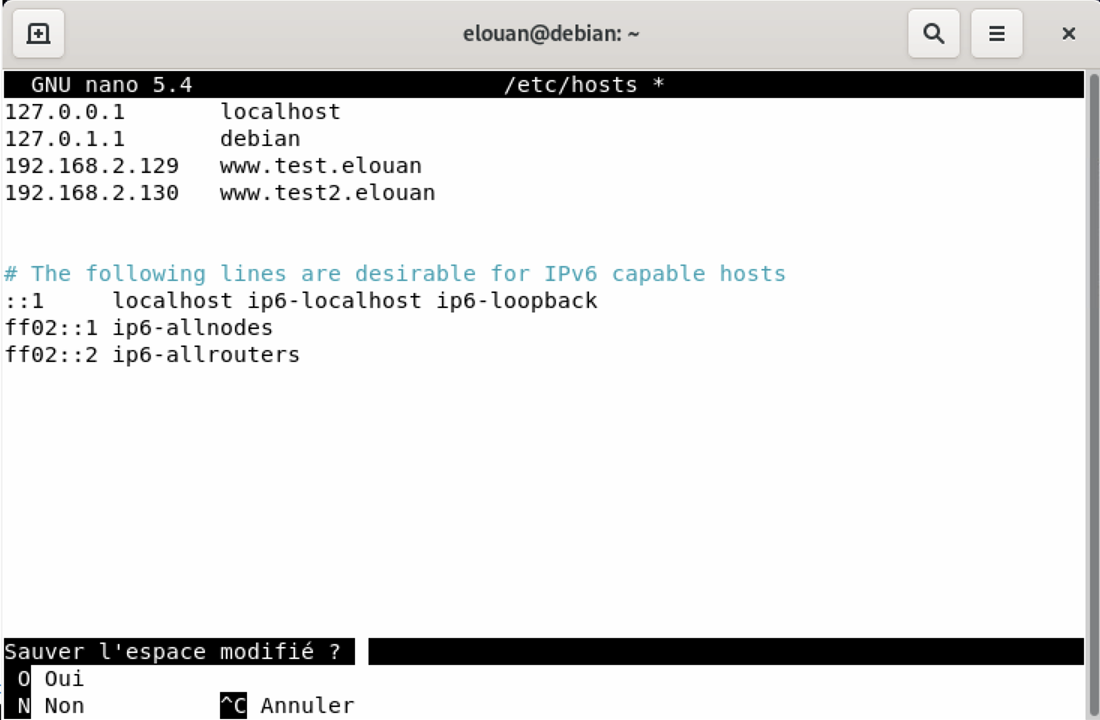 elouan@debian: ~
GNU nano 5.4 /etc/hosts *
127.0.0.1 localhost
127.0.1.1 debian
192.168.2.129 www.test.elouan
192.168.2.130 www.test2.elouan
# The following lines are desirable for IPv6 capable hosts
::1 localhost ip6-localhost ip6-loopback
ff02::1 ip6-allnodes
ff02::2 ip6-allrouters
Sauver l'espace modifié ?
O Oui
N Non ^C Annuler